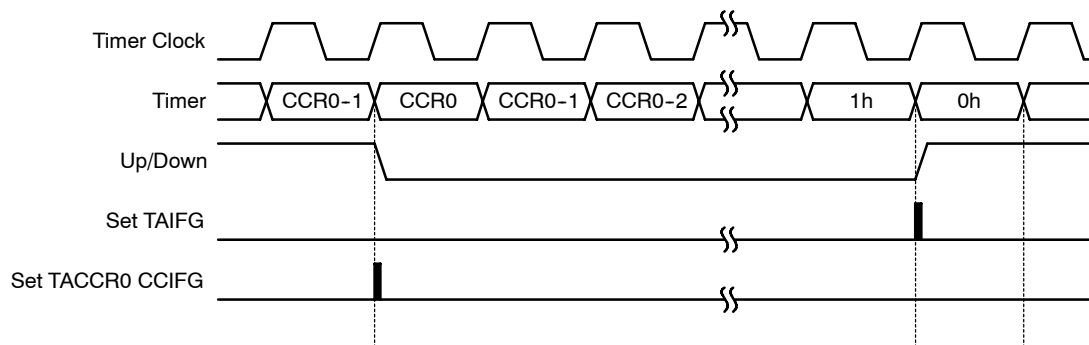 Timer Clock
Timer CCR0-1 CCR0 CCR0-1 CCR0-2 1h 0h
Up/Down
Set TAIFG
Set TACCR0 CCIFG